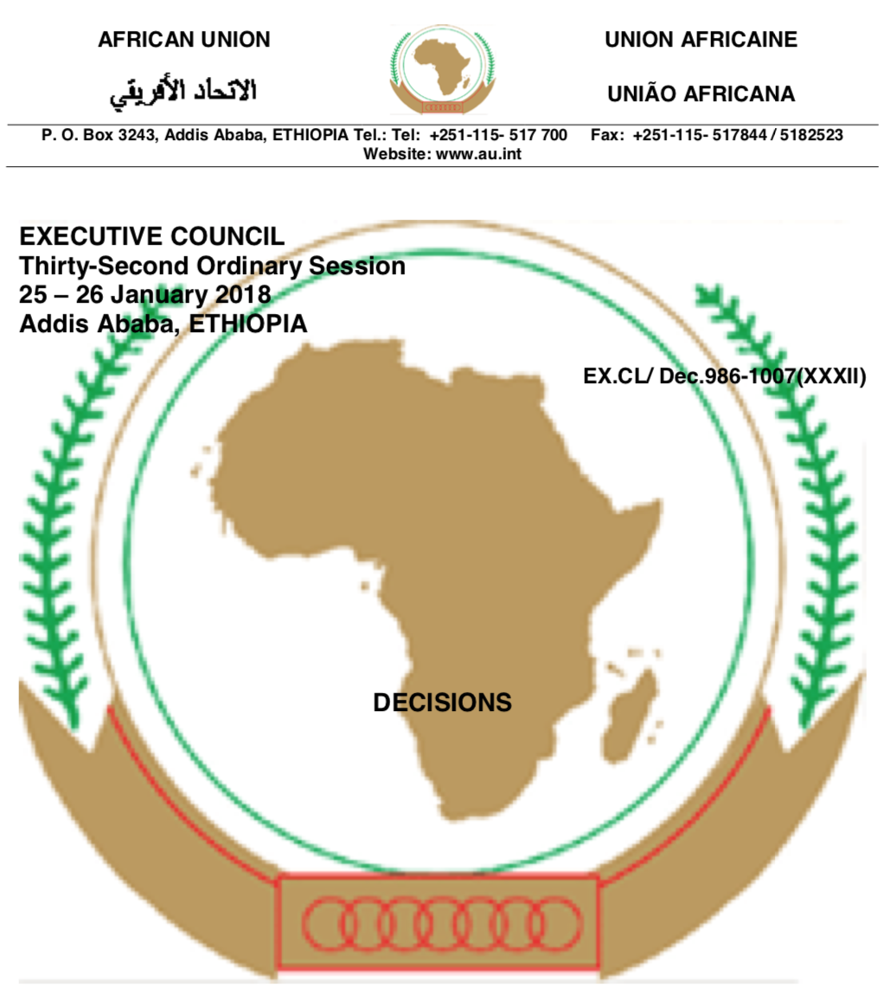 AFRICAN UNION
UNION AFRICAINE
الاتحاد الأفريقي
UNIÃO AFRICANA
P. O. Box 3243, Addis Ababa, ETHIOPIA Tel.: Tel: +251-115- 517 700 Fax: +251-115- 517844 / 5182523
Website: www.au.int
EXECUTIVE COUNCIL
Thirty-Second Ordinary Session
25 – 26 January 2018
Addis Ababa, ETHIOPIA
EX.CL/ Dec.986-1007(XXXII)
DECISIONS